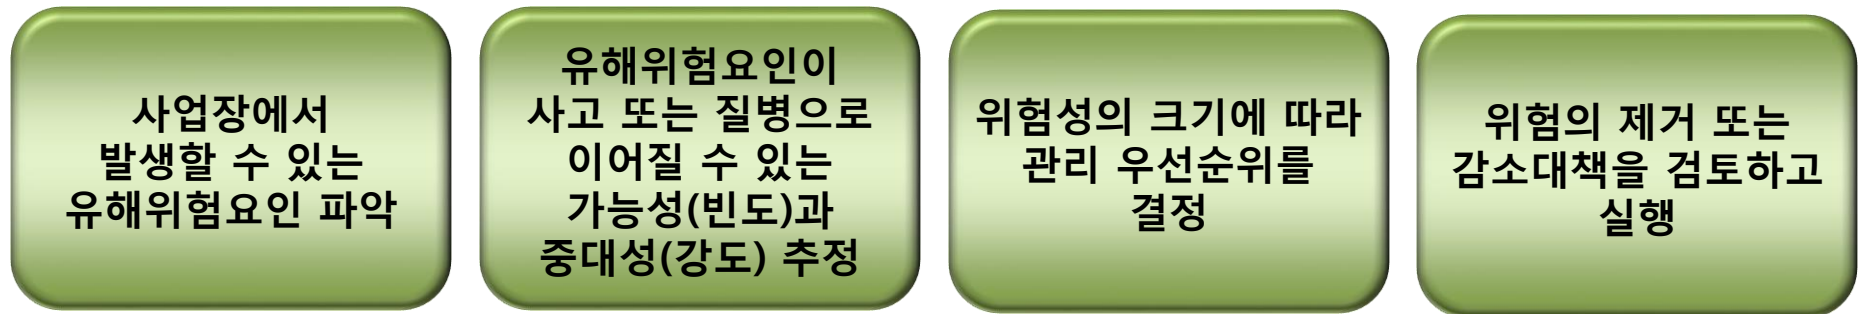 사업장에서
발생할 수 있는
유해위험요인 파악
유해위험요인이
사고 또는 질병으로
이어질 수 있는
가능성(빈도)과
중대성(강도) 추정
위험성의 크기에 따라
관리 우선순위를
결정
위험의 제거 또는
감소대책을 검토하고
실행